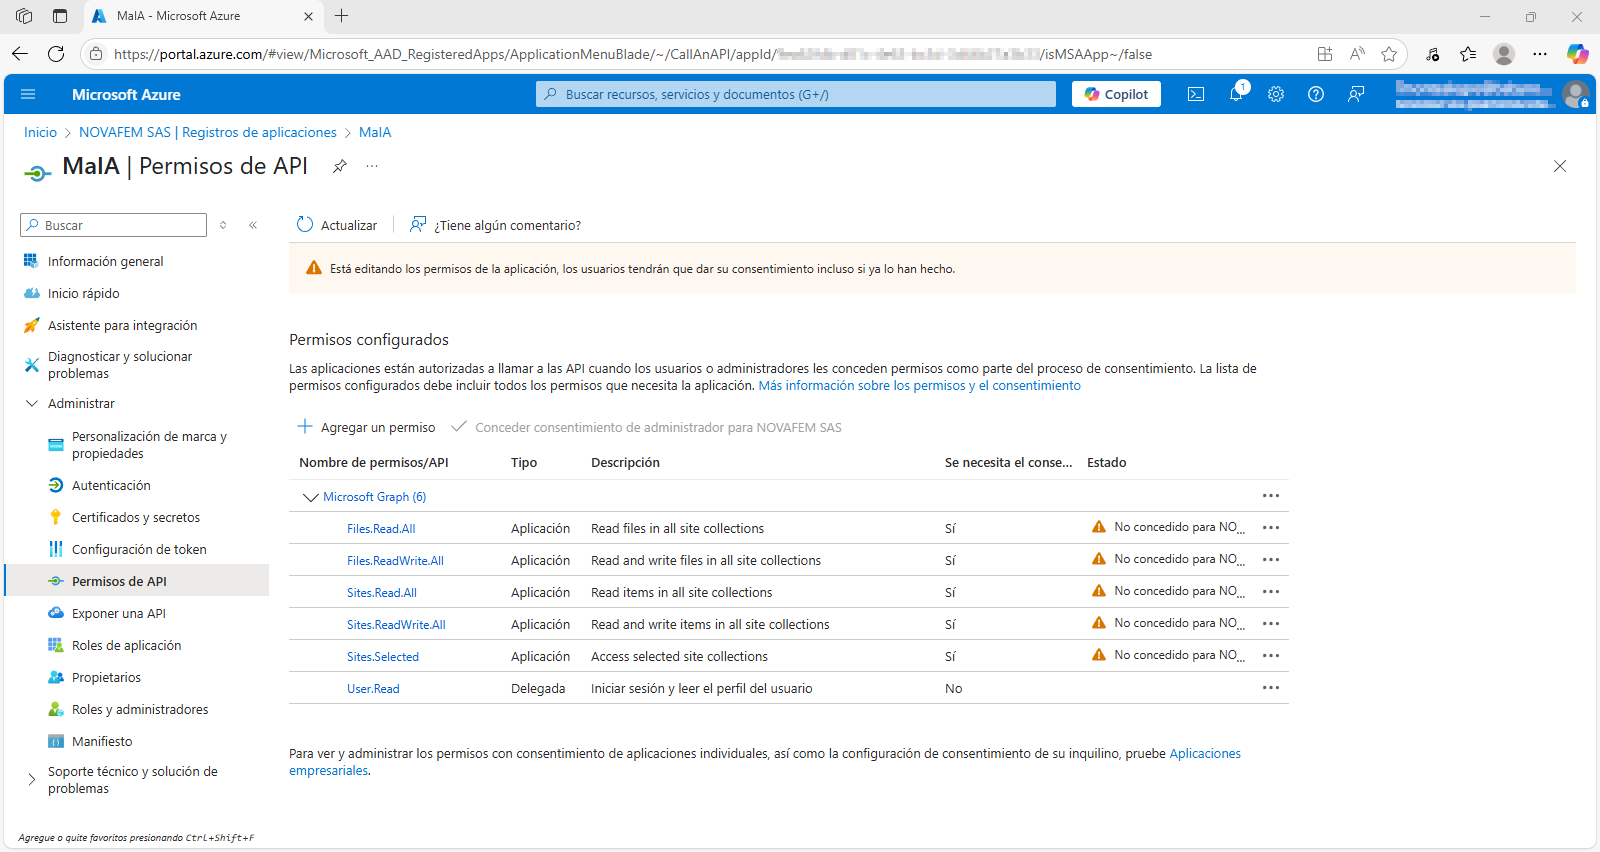 MaIA - Microsoft Azure
https://portal.azure.com/#view/Microsoft_AAD_RegisteredApps/ApplicationMenuBlade/~/CallAnAPI/appId/
/isMSAApp~/false
Microsoft Azure
Buscar recursos, servicios y documentos (G+/)
Copilot
1
Inicio > NOVAFEM SAS | Registros de aplicaciones > MaIA
MaIA | Permisos de API
Buscar
Información general
Inicio rápido
Asistente para integración
Diagnosticar y solucionar
problemas
Administrar
Personalización de marca y
propiedades
Autenticación
Certificados y secretos
Configuración de token
Permisos de API
Exponer una API
Roles de aplicación
Propietarios
Roles y administradores
Manifiesto
Soporte técnico y solución de
problemas
Agregue o quite favoritos presionando Ctrl+Shift+F
Actualizar
¿Tiene algún comentario?
Está editando los permisos de la aplicación, los usuarios tendrán que dar su consentimiento incluso si ya lo han hecho.
Permisos configurados
Las aplicaciones están autorizadas a llamar a las API cuando los usuarios o administradores les conceden permisos como parte del proceso de consentimiento. La lista de
permisos configurados debe incluir todos los permisos que necesita la aplicación. Más información sobre los permisos y el consentimiento
Agregar un permiso
Conceder consentimiento de administrador para NOVAFEM SAS
Nombre de permisos/API Tipo Descripción Se necesita el conse... Estado
Microsoft Graph (6)
Files.Read.All Aplicación Read files in all site collections Sí No concedido para NO...
Files.ReadWrite.All Aplicación Read and write files in all site collections Sí No concedido para NO...
Sites.Read.All Aplicación Read items in all site collections Sí No concedido para NO...
Sites.ReadWrite.All Aplicación Read and write items in all site collections Sí No concedido para NO...
Sites.Selected Aplicación Access selected site collections Sí No concedido para NO...
User.Read Delegada Iniciar sesión y leer el perfil del usuario No
Para ver y administrar los permisos con consentimiento de aplicaciones individuales, así como la configuración de consentimiento de su inquilino, pruebe Aplicaciones
empresariales.